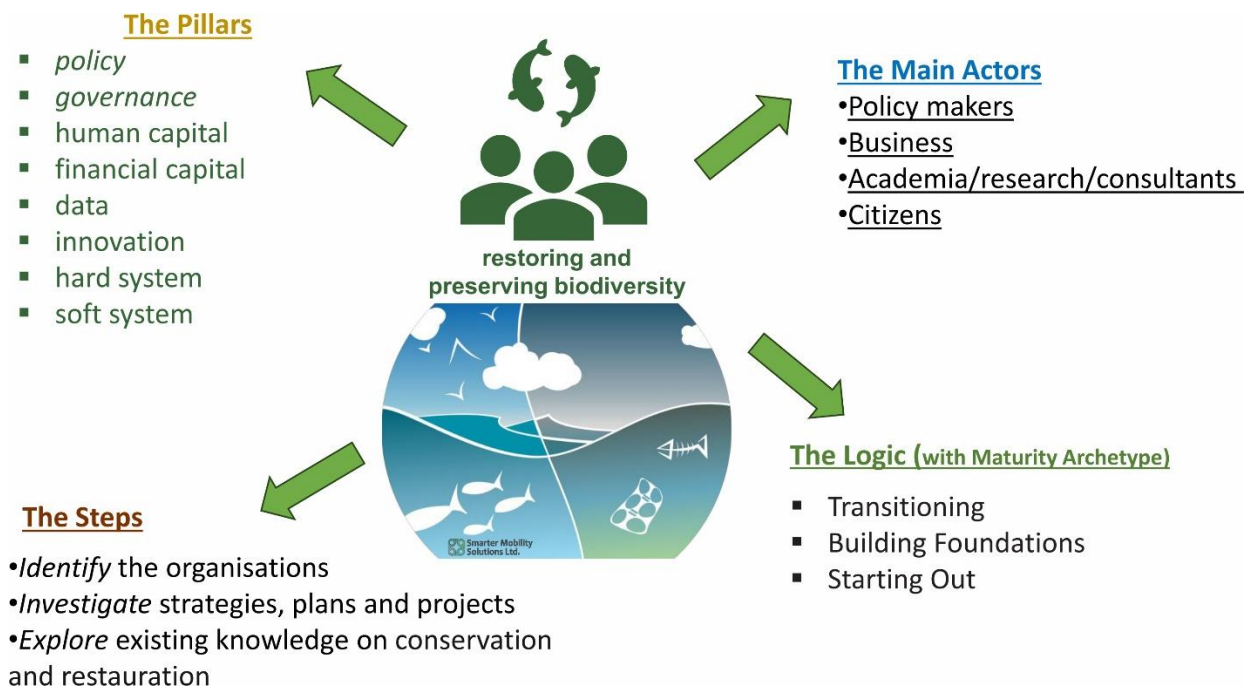 The Pillars
▪ policy
▪ governance
▪ human capital
▪ financial capital
▪ data
▪ innovation
▪ hard system
▪ soft system
The Main Actors
•Policy makers
•Business
•Academia/research/consultants
•Citizens
restoring and
preserving biodiversity
Smarter Mobility
Solutions Ltd.
The Steps
•Identify the organisations
•Investigate strategies, plans and projects
•Explore existing knowledge on conservation
and restauration
The Logic (with Maturity Archetype)
▪ Transitioning
▪ Building Foundations
▪ Starting Out